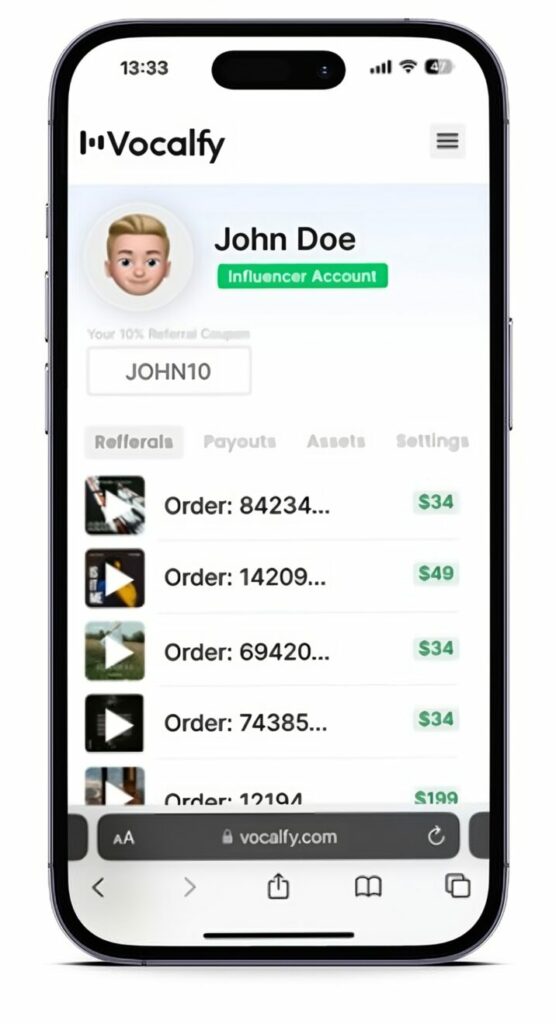 13:33
47
Vocalfy
John Doe
Influencer Account
Your 10% Referral Coupon
JOHN10
Refferals Payouts Assets Settings
Order: 84234... $34
IS
IT
ME
Order: 14209... $49
Order: 69420... $34
Order: 74385... $34
Order: 12194 $199
AA vocalfy.com